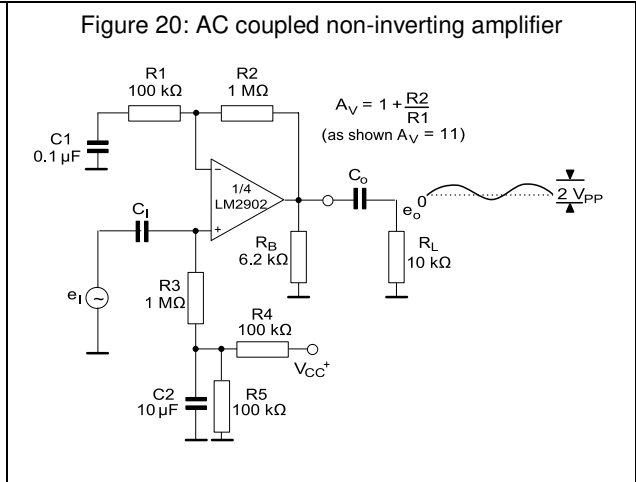 Figure 20: AC coupled non-inverting amplifier
R1
100 kΩ
R2
1 MΩ
A_V = 1 + R2/R1
(as shown A_V = 11)
C1
0.1 µF
1/4
LM2902
C_I
C_o
2 V_PP
0
e_o
R_B
6.2 kΩ
R_L
10 kΩ
e_I
~
R3
1 MΩ
R4
100 kΩ
V_CC+
C2
10 µF
R5
100 kΩ